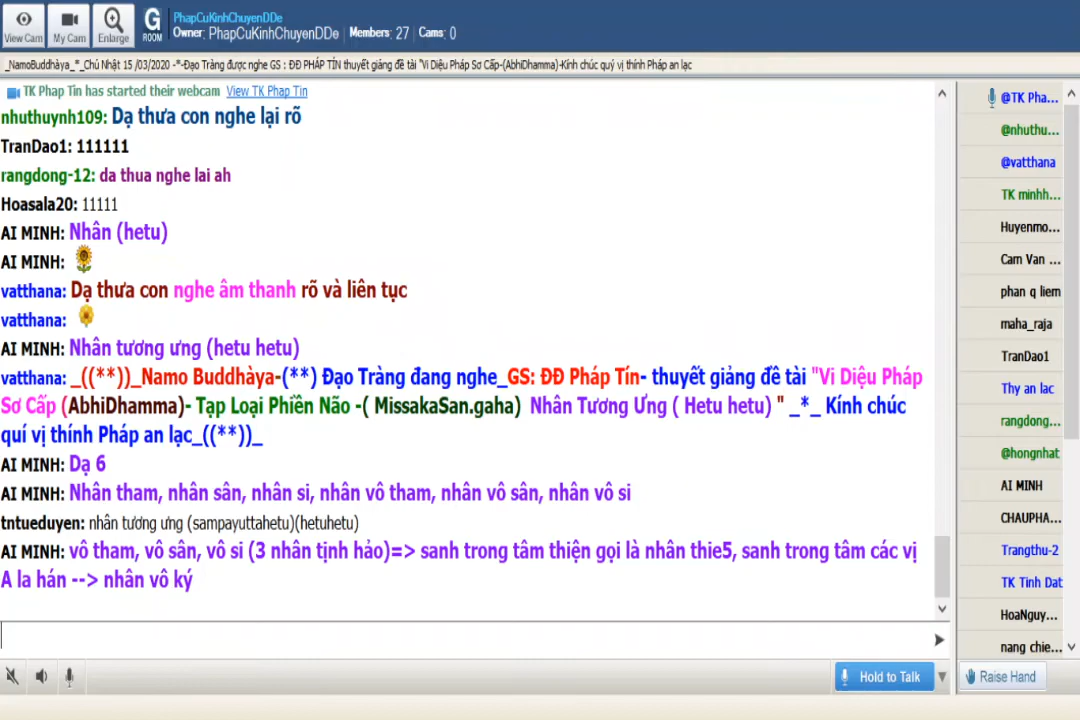 PhapCuKinhChuyenDDe
Owner: PhapCuKinhChuyenDDe Members: 27 Cams: 0
View Cam My Cam Enlarge G ROOM
_NamoBuddhàya_*_Chủ Nhật 15 /03/2020 -*-Đạo Tràng được nghe GS : ĐĐ PHÁP TÍN thuyết giảng đề tài "Vi Diệu Pháp Sơ Cấp-(AbhiDhamma)-Kính chúc quý vị thính Pháp an lạc
TK Phap Tin has started their webcam View TK Phap Tin
nhuthuynh109: Dạ thưa con nghe lại rõ
TranDao1: 111111
rangdong-12: da thua nghe lai ah
Hoasala20: 11111
AI MINH: Nhân (hetu)
AI MINH:
vatthana: Dạ thưa con nghe âm thanh rõ và liên tục
vatthana:
AI MINH: Nhân tương ưng (hetu hetu)
vatthana: _((**))_Namo Buddhàya-(**) Đạo Tràng đang nghe_GS: ĐĐ Pháp Tín- thuyết giảng đề tài "Vi Diệu Pháp
Sơ Cấp (AbhiDhamma)- Tạp Loại Phiền Não -( MissakaSan.gaha) Nhân Tương Ưng ( Hetu hetu) " _*_ Kính chúc
quí vị thính Pháp an lạc_((**))_
AI MINH: Dạ 6
AI MINH: Nhân tham, nhân sân, nhân si, nhân vô tham, nhân vô sân, nhân vô si
tntueduyen: nhân tương ưng (sampayuttahetu)(hetuhetu)
AI MINH: vô tham, vô sân, vô si (3 nhân tịnh hảo)=> sanh trong tâm thiện gọi là nhân thie5, sanh trong tâm các vị
A la hán --> nhân vô ký
@TK Pha...
@nhuthu...
@vatthana
TK minhh...
Huyenmo...
Cam Van ...
phan q liem
maha_raja
TranDao1
Thy an lac
rangdong...
@hongnhat
AI MINH
CHAUPHA...
Trangthu-2
TK Tinh Dat
HoaNguy...
nang chie...
Hold to Talk
Raise Hand